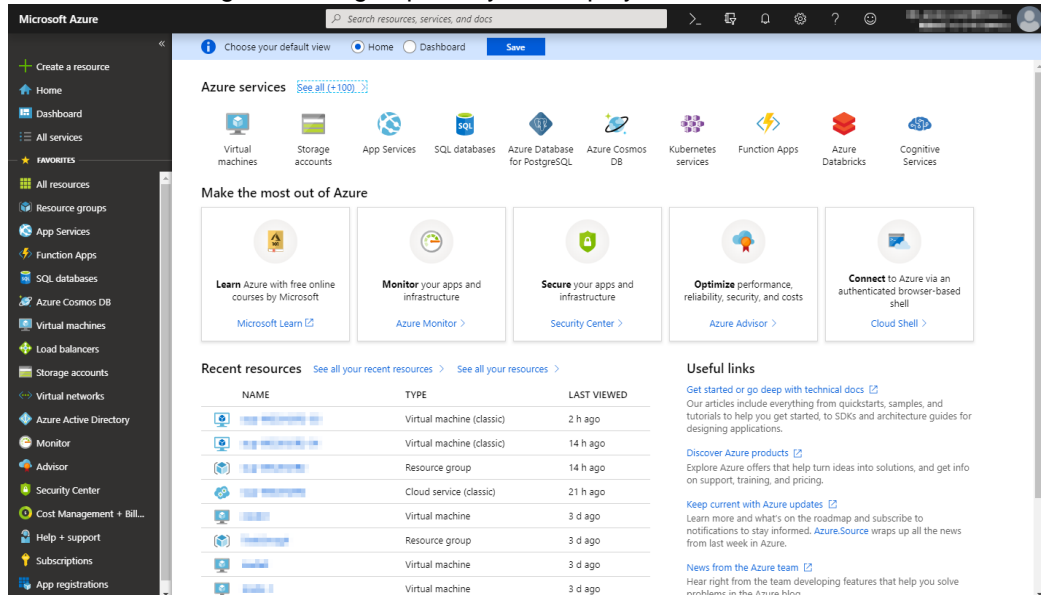 Microsoft Azure
Search resources, services, and docs
Choose your default view Home Dashboard Save
Create a resource
Home
Dashboard
All services
FAVORITES
All resources
Resource groups
App Services
Function Apps
SQL databases
Azure Cosmos DB
Virtual machines
Load balancers
Storage accounts
Virtual networks
Azure Active Directory
Monitor
Advisor
Security Center
Cost Management + Bill...
Help + support
Subscriptions
App registrations
Azure services See all (+100)
Virtual machines
Storage accounts
App Services
SQL databases
Azure Database for PostgreSQL
Azure Cosmos DB
Kubernetes services
Function Apps
Azure Databricks
Cognitive Services
Make the most out of Azure
Learn Azure with free online
courses by Microsoft
Microsoft Learn
Monitor your apps and
infrastructure
Azure Monitor
Secure your apps and
infrastructure
Security Center
Optimize performance,
reliability, security, and costs
Azure Advisor
Connect to Azure via an
authenticated browser-based
shell
Cloud Shell
Recent resources See all your recent resources See all your resources
NAME TYPE LAST VIEWED
Virtual machine (classic) 2 h ago
Virtual machine (classic) 14 h ago
Resource group 14 h ago
Cloud service (classic) 21 h ago
Virtual machine 3 d ago
Resource group 3 d ago
Virtual machine 3 d ago
Virtual machine 3 d ago
Useful links
Get started or go deep with technical docs
Our articles include everything from quickstarts, samples, and
tutorials to help you get started, to SDKs and architecture guides for
designing applications.
Discover Azure products
Explore Azure offers that help turn ideas into solutions, and get info
on support, training, and pricing.
Keep current with Azure updates
Learn more and what's on the roadmap and subscribe to
notifications to stay informed. Azure.Source wraps up all the news
from last week in Azure.
News from the Azure team
Hear right from the team developing features that help you solve
problems in the Azure blog.